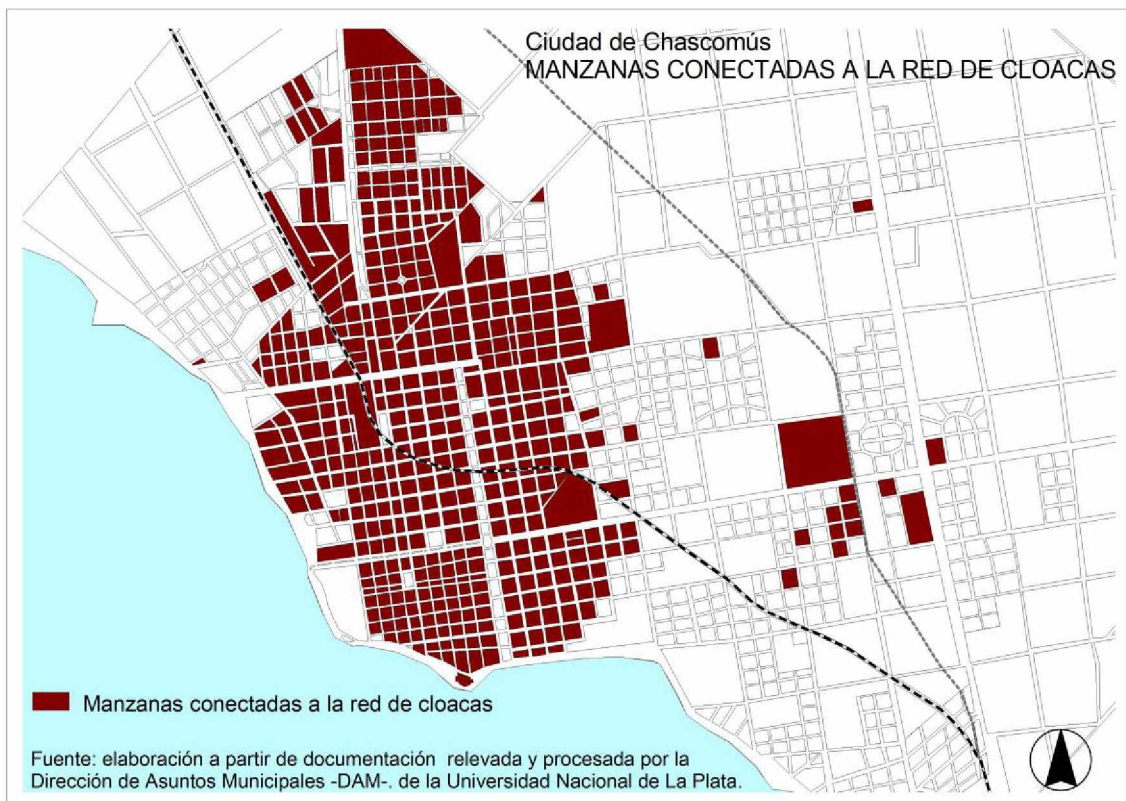 Ciudad de Chascomús
MANZANAS CONECTADAS A LA RED DE CLOACAS
Manzanas conectadas a la red de cloacas
Fuente: elaboración a partir de documentación relevada y procesada por la
Dirección de Asuntos Municipales -DAM-. de la Universidad Nacional de La Plata.